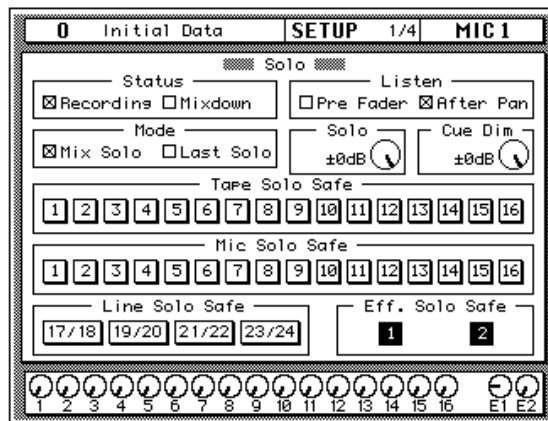 0 Initial Data SETUP 1/4 MIC 1
Solo
Status Listen
Recording Mixdown Pre Fader After Pan
Mode Solo Cue Dim
Mix Solo Last Solo ±0dB ±0dB
Tape Solo Safe
1 2 3 4 5 6 7 8 9 10 11 12 13 14 15 16
Mic Solo Safe
1 2 3 4 5 6 7 8 9 10 11 12 13 14 15 16
Line Solo Safe Eff. Solo Safe
17/18 19/20 21/22 23/24 1 2
1 2 3 4 5 6 7 8 9 10 11 12 13 14 15 16 E1 E2